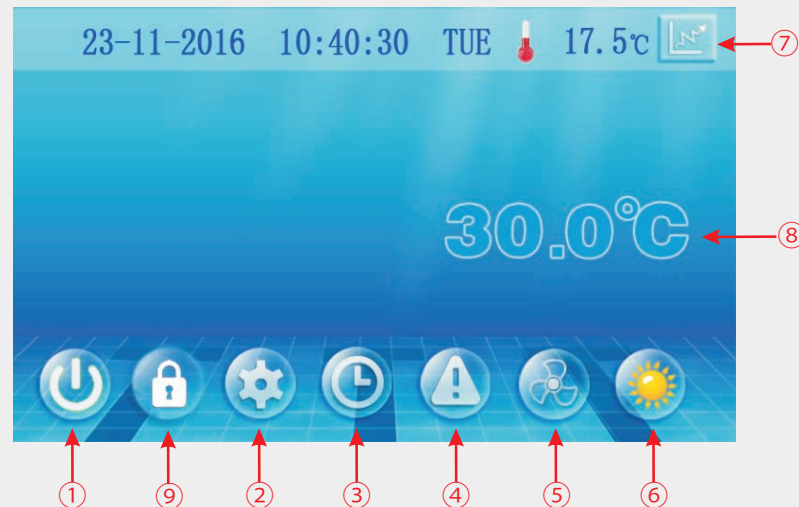 23-11-2016 10:40:30 TUE 17.5℃ ⑦
30.0℃ ⑧
① ⑨ ② ③ ④ ⑤ ⑥